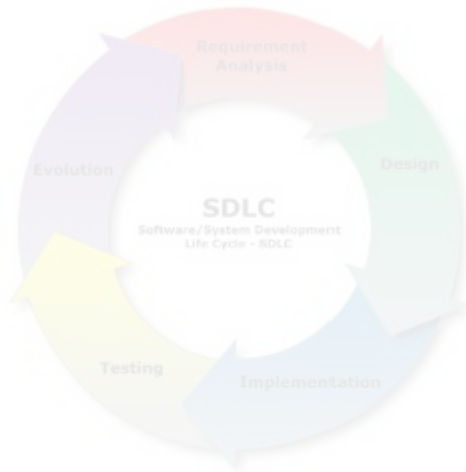 Requirement
Analysis
Evolution
Design
SDLC
Software/System Development
Life Cycle - SDLC
Testing
Implementation